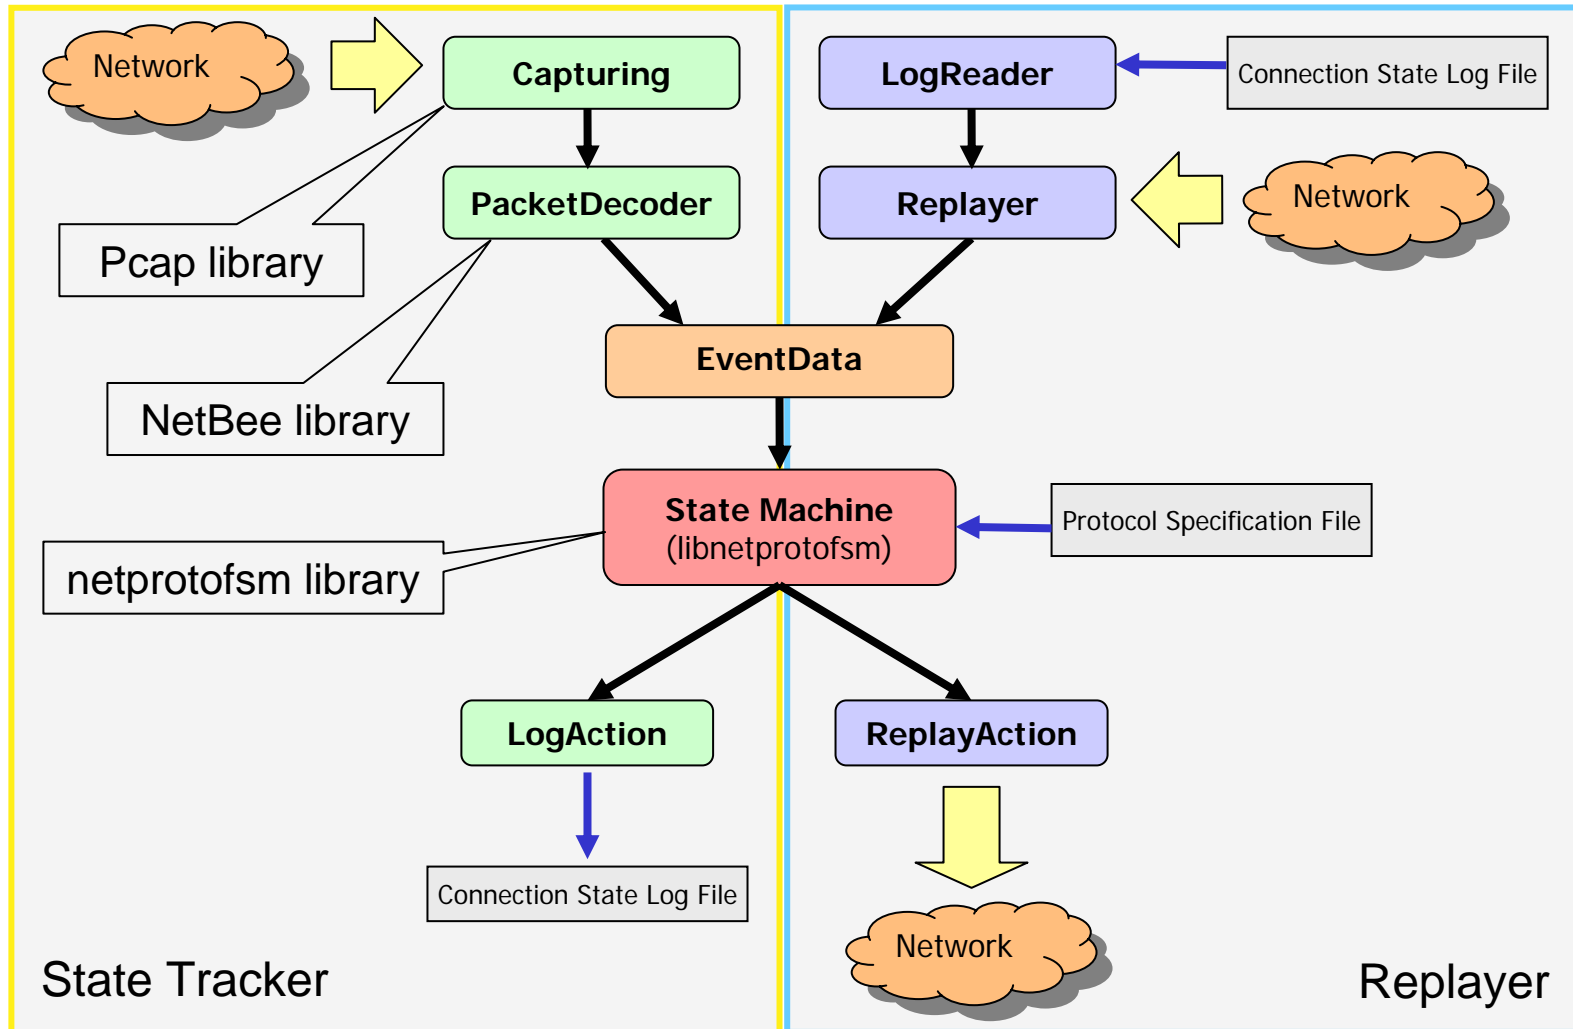 Network
Capturing
LogReader
Connection State Log File
PacketDecoder
Replayer
Network
Pcap library
EventData
NetBee library
State Machine
(libnetprotofsm)
Protocol Specification File
netprotofsm library
LogAction
ReplayAction
Connection State Log File
Network
State Tracker
Replayer